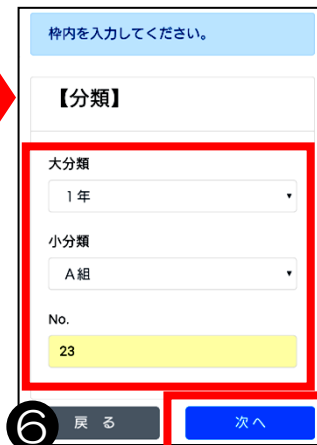 枠内を入力してください。
【分類】
大分類
1年
小分類
A組
No.
23
6 戻 る 次 へ